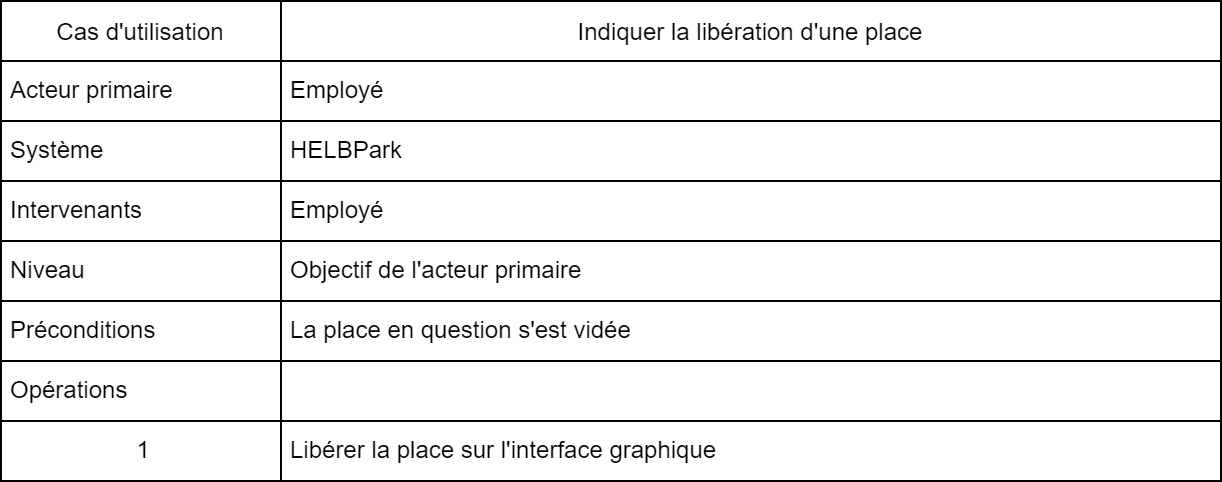 Cas d'utilisation
Indiquer la libération d'une place
Acteur primaire
Employé
Système
HELBPark
Intervenants
Employé
Niveau
Objectif de l'acteur primaire
Préconditions
La place en question s'est vidée
Opérations
1
Libérer la place sur l'interface graphique